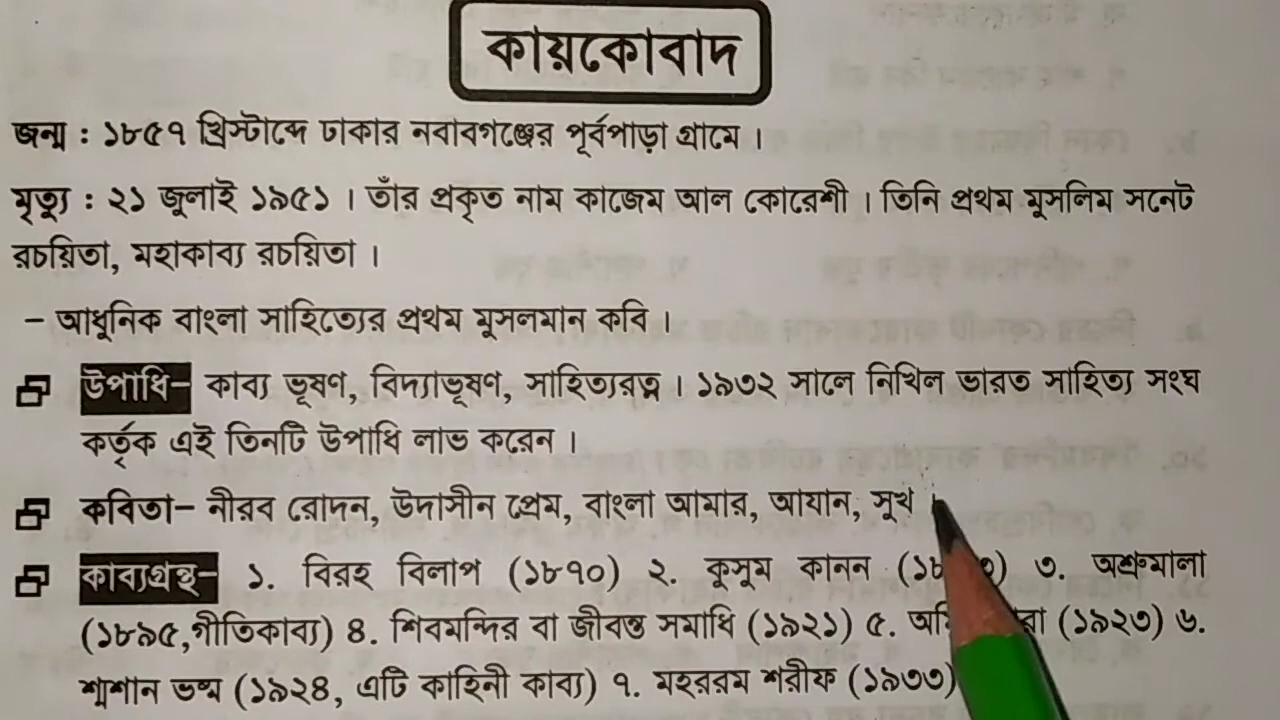 কায়কোবাদ
জন্ম : ১৮৫৭ খ্রিস্টাব্দে ঢাকার নবাবগঞ্জের পূর্বপাড়া গ্রামে ।
মৃত্যু : ২১ জুলাই ১৯৫১ । তাঁর প্রকৃত নাম কাজেম আল কোরেশী । তিনি প্রথম মুসলিম সনেট
রচয়িতা, মহাকাব্য রচয়িতা ।
– আধুনিক বাংলা সাহিত্যের প্রথম মুসলমান কবি ।
উপাধি– কাব্য ভূষণ, বিদ্যাভূষণ, সাহিত্যরত্ন । ১৯৩২ সালে নিখিল ভারত সাহিত্য সংঘ
কর্তৃক এই তিনটি উপাধি লাভ করেন ।
কবিতা– নীরব রোদন, উদাসীন প্রেম, বাংলা আমার, আযান, সুখ
কাব্যগ্রন্থ– ১. বিরহ বিলাপ (১৮৭০) ২. কুসুম কানন ৩. অশ্রুমালা
(১৮৯৫,গীতিকাব্য) ৪. শিবমন্দির বা জীবন্ত সমাধি (১৯২১) ৫. (১৯২৩) ৬.
শ্মশান ভষ্ম (১৯২৪, এটি কাহিনী কাব্য) ৭. মহররম শরীফ (১৯৩৩)